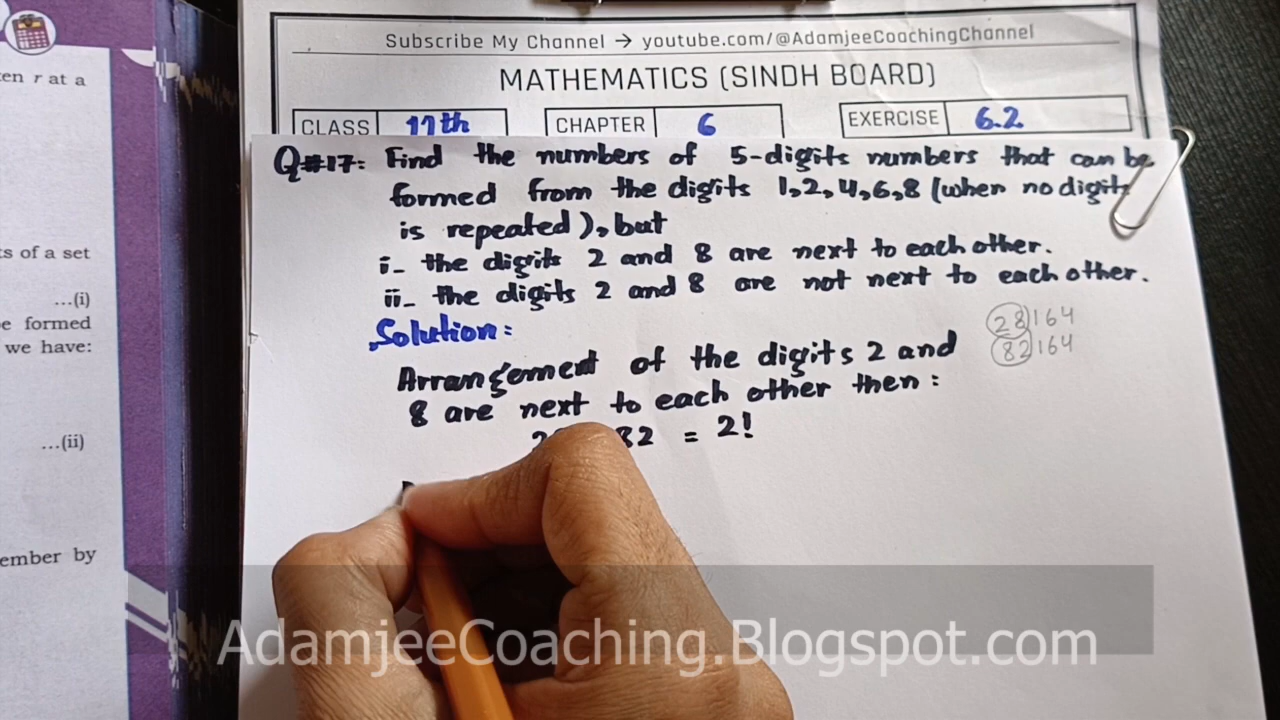 en r at a
ts of a set
...(i)
e formed
we have:
...(ii)
ember by
Subscribe My Channel → youtube.com/@AdamjeeCoachingChannel
MATHEMATICS (SINDH BOARD)
CLASS 11th CHAPTER 6 EXERCISE 6.2
Q#17: Find the numbers of 5-digits numbers that can be
formed from the digits 1,2,4,6,8 (when no digit
is repeated), but
i- the digits 2 and 8 are next to each other.
ii- the digits 2 and 8 are not next to each other.
Solution:
28164
82164
Arrangement of the digits 2 and
8 are next to each other then:
82 = 2!
AdamjeeCoaching.Blogspot.com